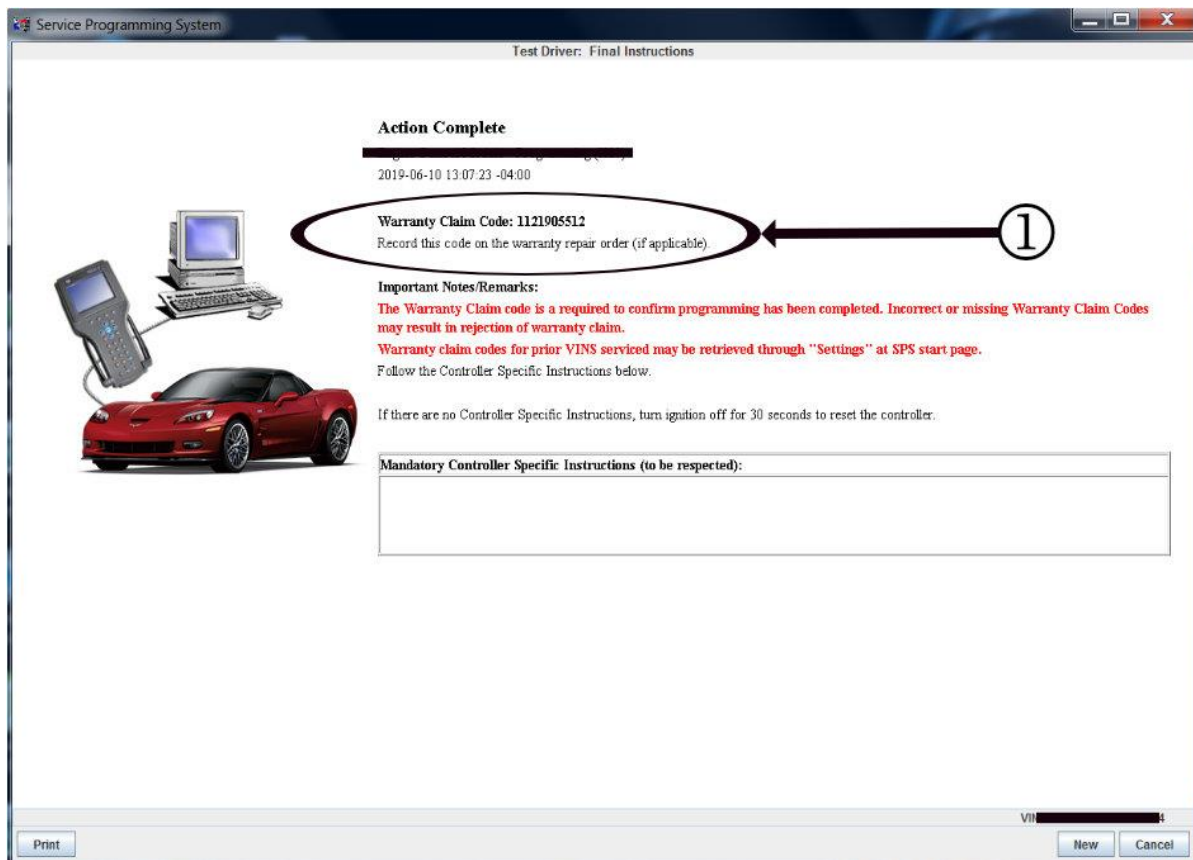 Service Programming System
Test Driver: Final Instructions
Action Complete
2019-06-10 13:07:23 -04:00
Warranty Claim Code: 1121905512
Record this code on the warranty repair order (if applicable).
①
Important Notes/Remarks:
The Warranty Claim code is a required to confirm programming has been completed. Incorrect or missing Warranty Claim Codes
may result in rejection of warranty claim.
Warranty claim codes for prior VINS serviced may be retrieved through "Settings" at SPS start page.
Follow the Controller Specific Instructions below.
If there are no Controller Specific Instructions, turn ignition off for 30 seconds to reset the controller.
Mandatory Controller Specific Instructions (to be respected):
VIN 4
Print
New
Cancel